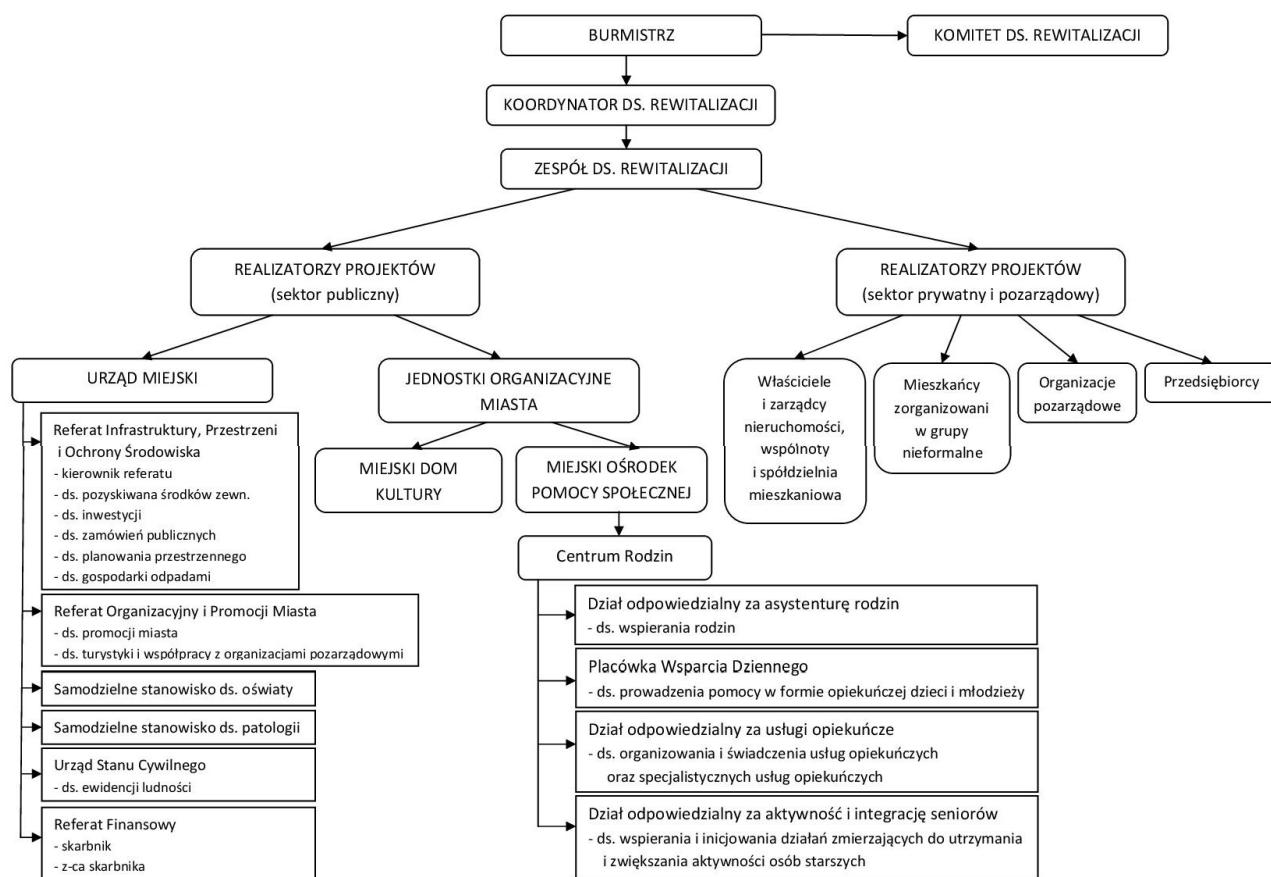 BURMISTRZ
KOMITET DS. REWITALIZACJI
KOORDYNATOR DS. REWITALIZACJI
ZESPÓŁ DS. REWITALIZACJI
REALIZATORZY PROJEKTÓW
(sektor publiczny)
REALIZATORZY PROJEKTÓW
(sektor prywatny i pozarządowy)
URZĄD MIEJSKI
JEDNOSTKI ORGANIZACYJNE
MIASTA
Właściciele
i zarządcy
nieruchomości,
wspólnoty
i spółdzielnia
mieszkaniowa
Mieszkańcy
zorganizowani
w grupy
nieformalne
Organizacje
pozarządowe
Przedsiębiorcy
Referat Infrastruktury, Przestrzeni
i Ochrony Środowiska
- kierownik referatu
- ds. pozyskiwana środków zewn.
- ds. inwestycji
- ds. zamówień publicznych
- ds. planowania przestrzennego
- ds. gospodarki odpadami
MIEJSKI DOM
KULTURY
MIEJSKI OŚRODEK
POMOCY SPOŁECZNEJ
Centrum Rodzin
Referat Organizacyjny i Promocji Miasta
- ds. promocji miasta
- ds. turystyki i współpracy z organizacjami pozarządowymi
Samodzielne stanowisko ds. oświaty
Samodzielne stanowisko ds. patologii
Urząd Stanu Cywilnego
- ds. ewidencji ludności
Referat Finansowy
- skarbnik
- z-ca skarbnika
Dział odpowiedzialny za asystenturę rodzin
- ds. wspierania rodzin
Placówka Wsparcia Dziennego
- ds. prowadzenia pomocy w formie opiekuńczej dzieci i młodzieży
Dział odpowiedzialny za usługi opiekuńcze
- ds. organizowania i świadczenia usług opiekuńczych
oraz specjalistycznych usług opiekuńczych
Dział odpowiedzialny za aktywność i integrację seniorów
- ds. wspierania i inicjowania działań zmierzających do utrzymania
i zwiększania aktywności osób starszych